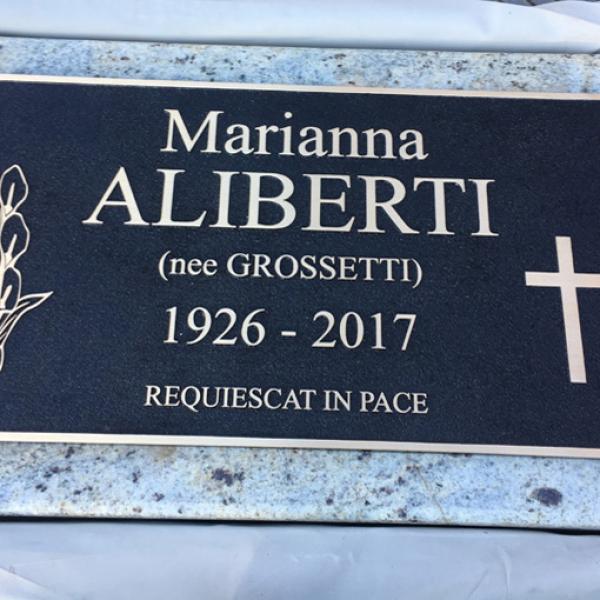 Marianna
ALIBERTI
(nee GROSSETTI)
1926 - 2017
REQUIESCAT IN PACE